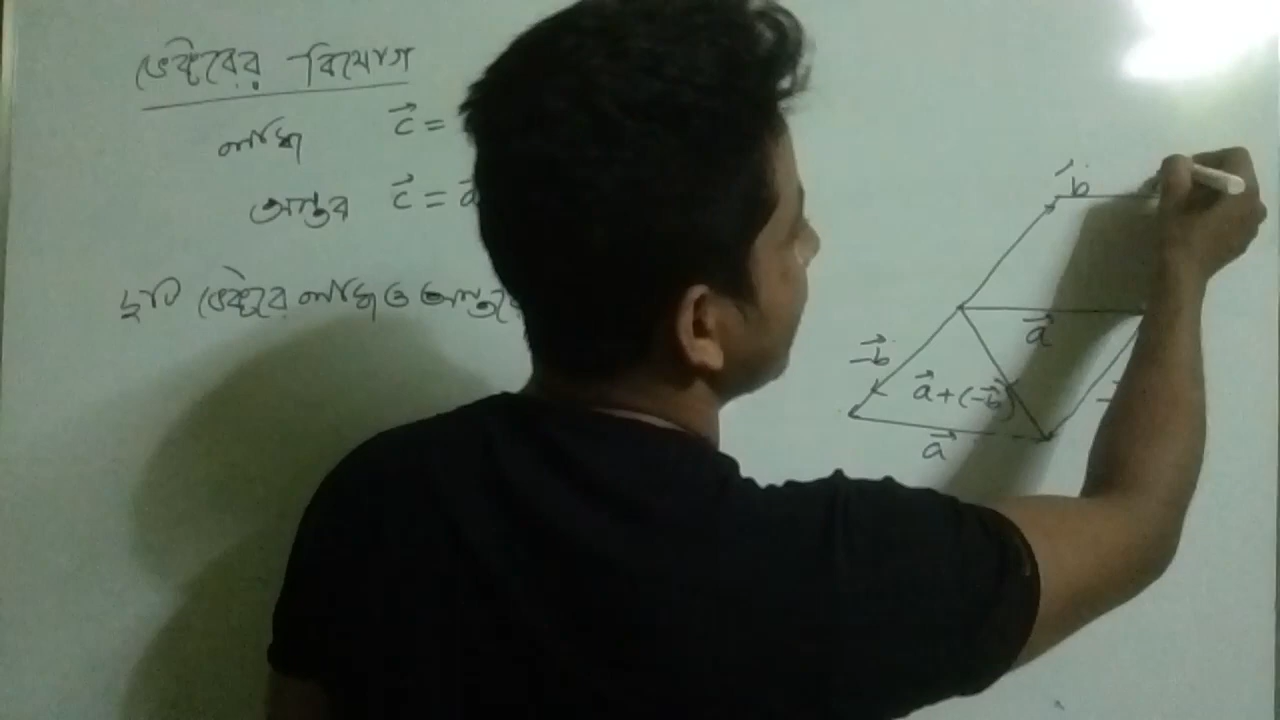 ভেক্টরের বিয়োগ
লব্ধি c⃗ =
অন্তর c⃗ = a⃗
দুটি ভেক্টরের লব্ধি ও
b⃗
a⃗
-b⃗
a⃗+(-b⃗)
a⃗